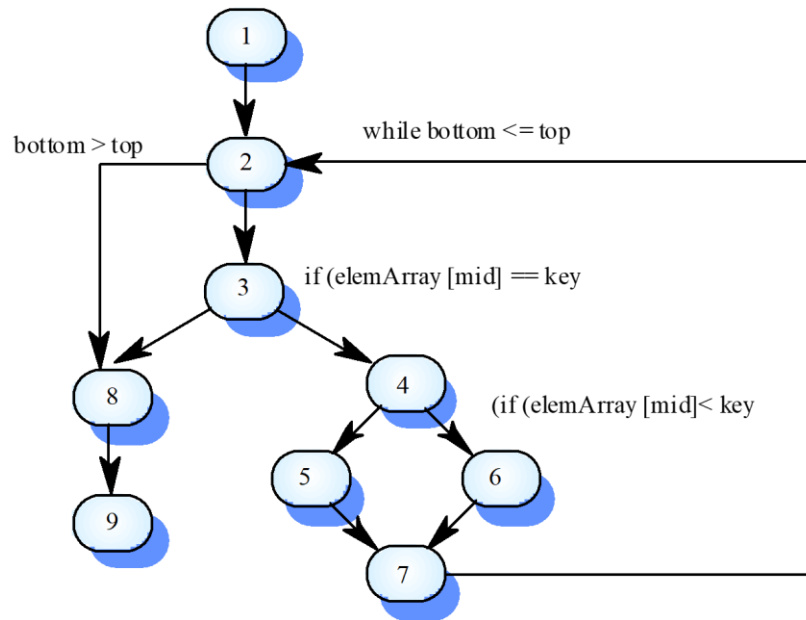 1
bottom > top
while bottom <= top
2
if (elemArray [mid] == key
3
4
8
(if (elemArray [mid]< key
5
6
9
7